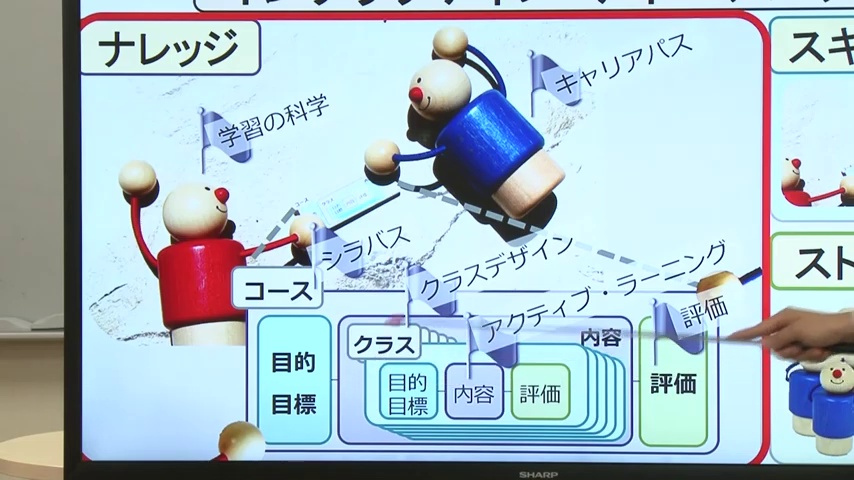 ナレッジ
スキ
キャリアパス
学習の科学
シラバス
クラスデザイン
アクティブ・ラーニング
評価
コース
クラス
内容
目的
目標
目的
目標
内容
評価
評価
スト
SHARP